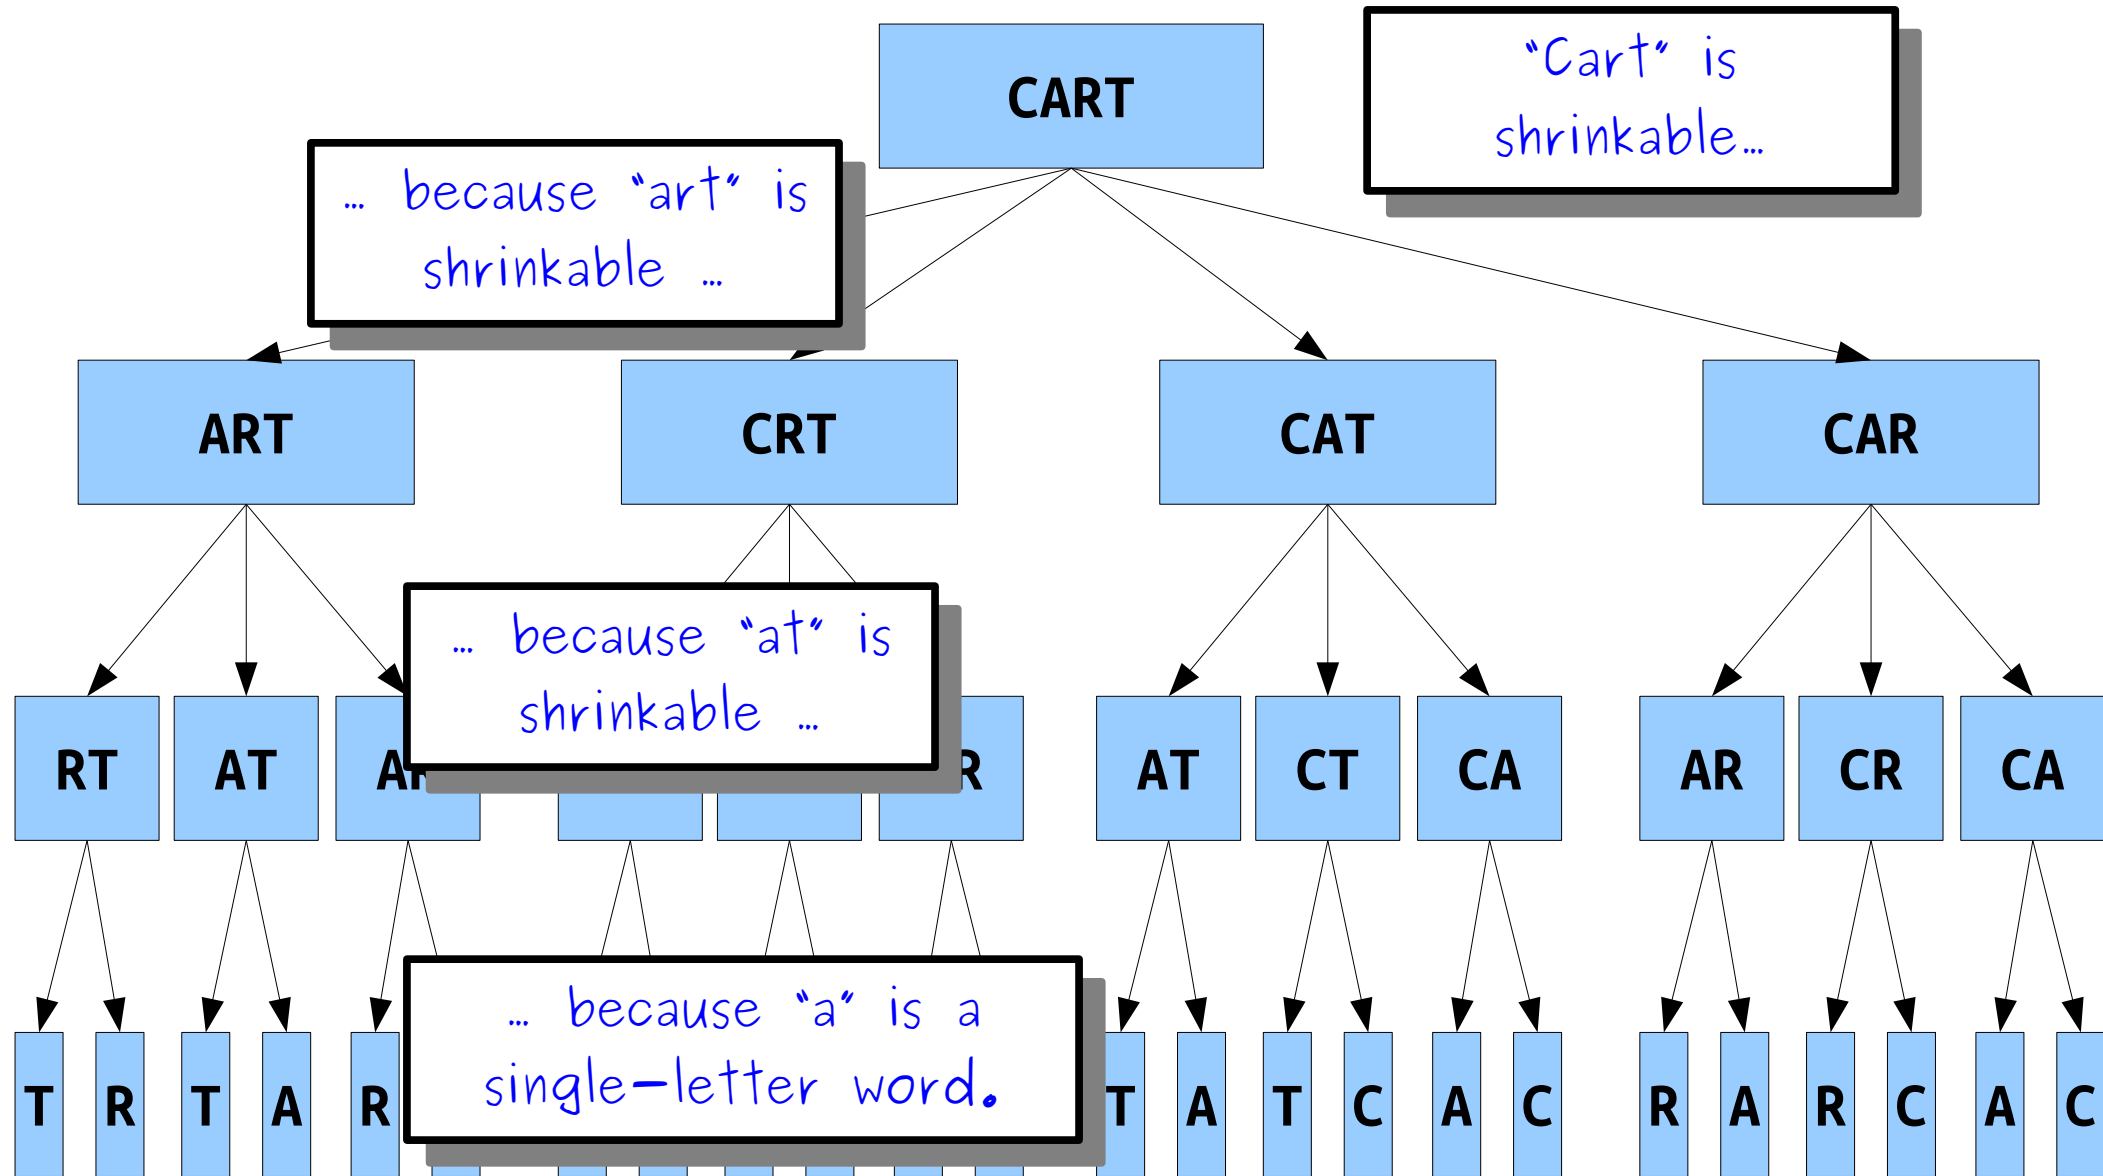 CART
“Cart” is
shrinkable…
… because “art” is
shrinkable …
ART CRT CAT CAR
… because “at” is
shrinkable …
RT AT AR R AT CT CA AR CR CA
… because “a” is a
single-letter word.
T R T A R T A T C A C R A R C A C